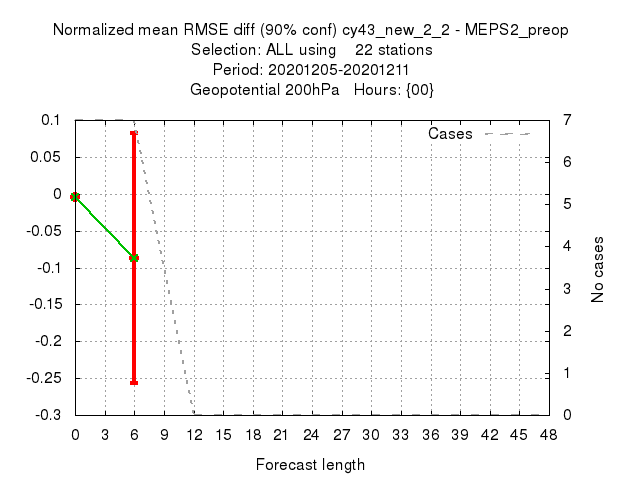 Normalized mean RMSE diff (90% conf) cy43_new_2_2 - MEPS2_preop
Selection: ALL using 22 stations
Period: 20201205-20201211
Geopotential 200hPa Hours: {00}
Cases
0.1
0.05
0
-0.05
-0.1
-0.15
-0.2
-0.25
-0.3
7
6
5
4
3
2
1
0
No cases
0 3 6 9 12 15 18 21 24 27 30 33 36 39 42 45 48
Forecast length